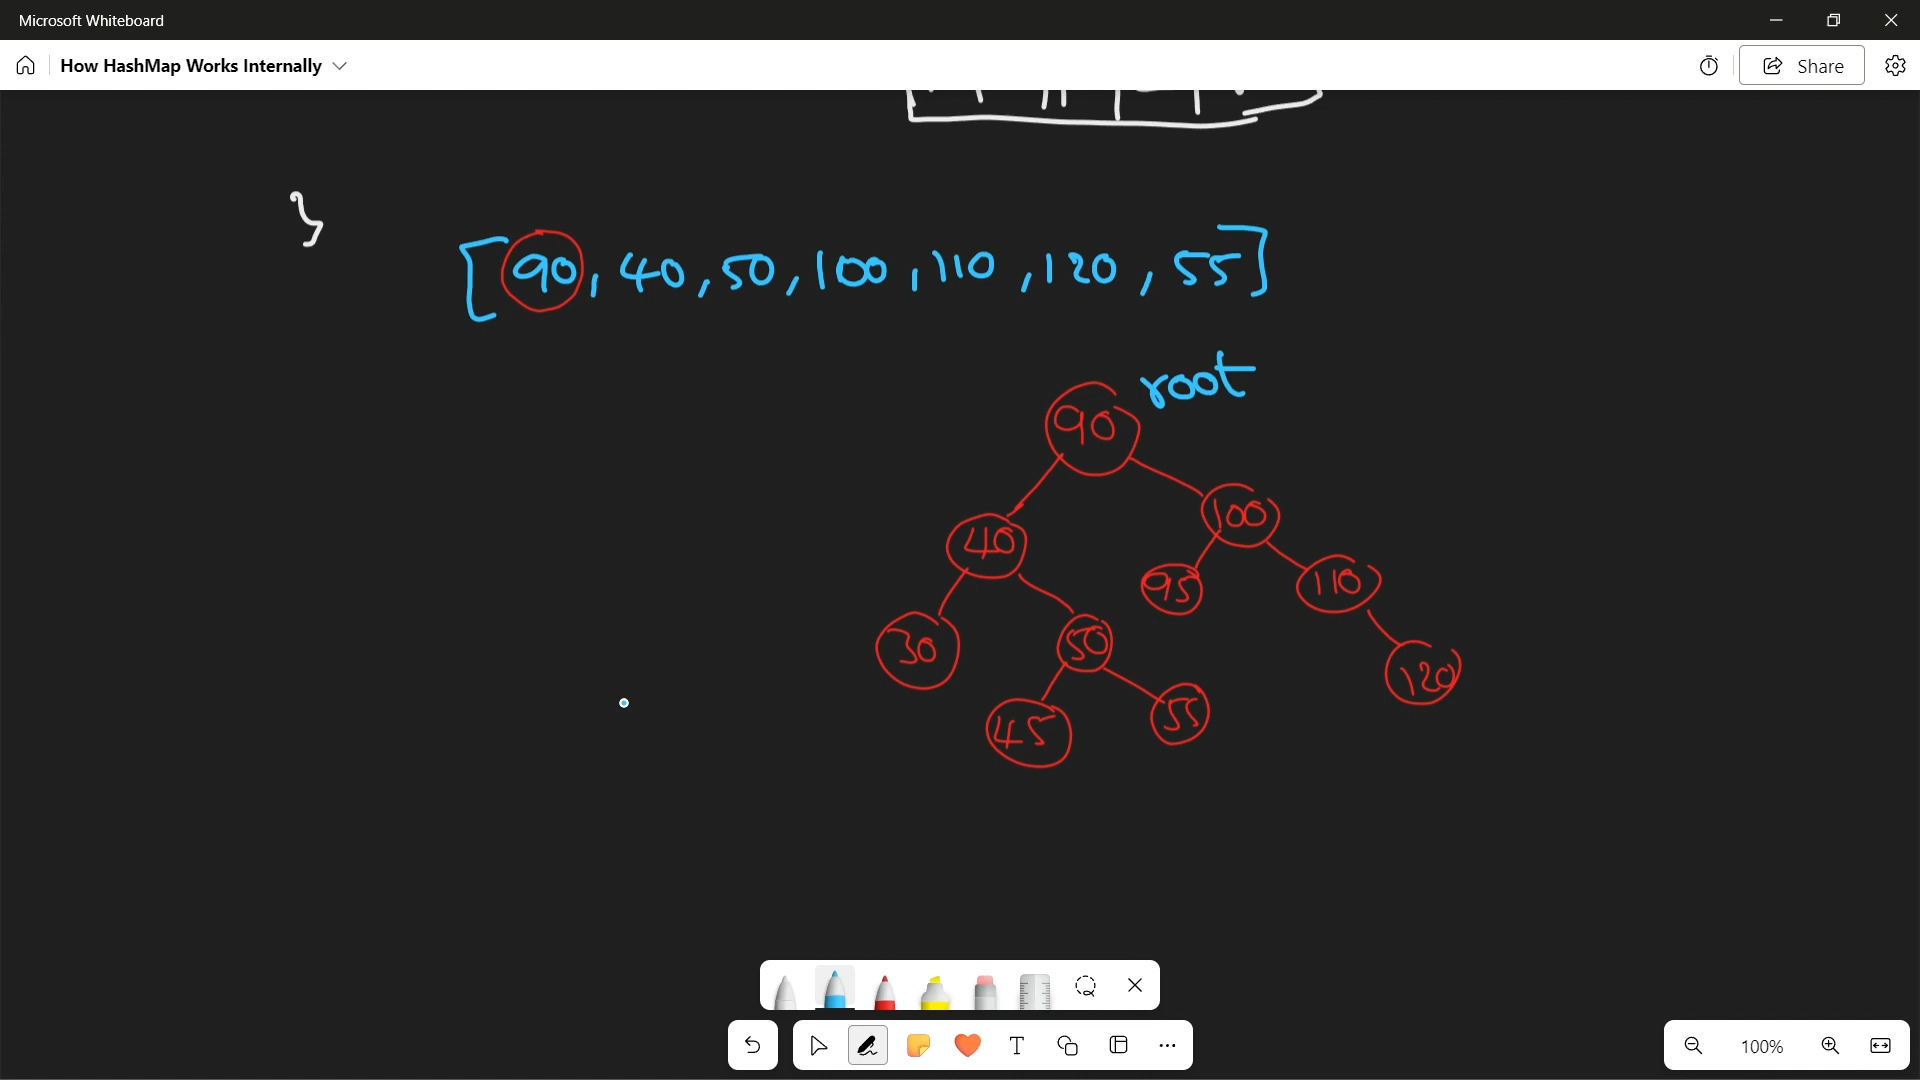 Microsoft Whiteboard
How HashMap Works Internally
Share
}
[90, 40, 50, 100, 110, 120, 55]
root
90
40
100
30
50
95
110
45
55
120
100%